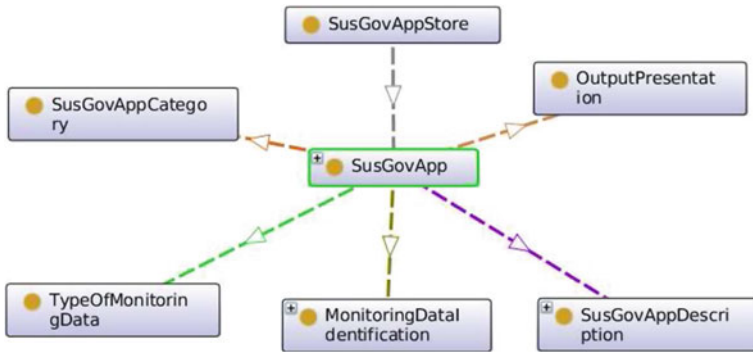 SusGovAppStore
OutputPresentat
ion
SusGovAppCatego
ry
SusGovApp
TypeOfMonitorin
gData
MonitoringDataI
dentification
SusGovAppDescri
ption